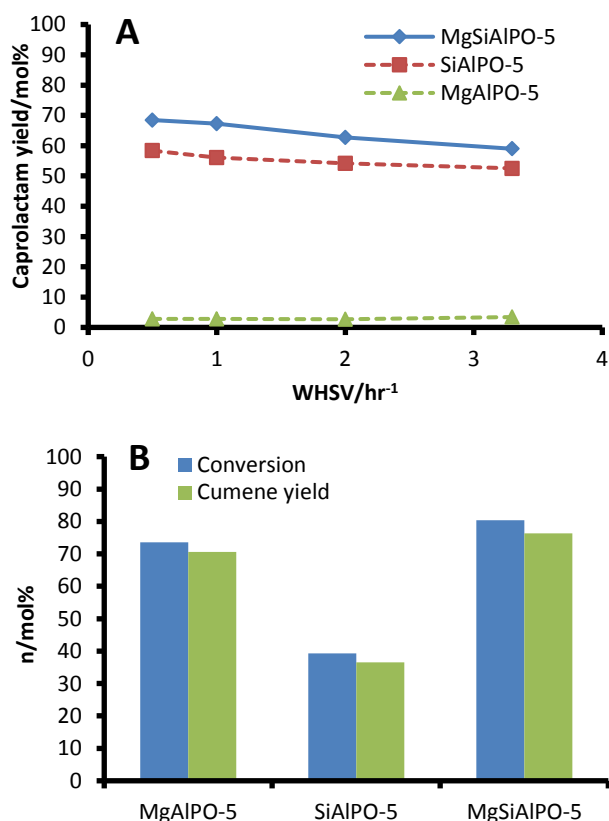 A
MgSiAlPO-5
SiAlPO-5
MgAlPO-5
Caprolactam yield/mol%
100
90
80
70
60
50
40
30
20
10
0
0 1 2 3 4
WHSV/hr⁻¹
B
Conversion
Cumene yield
n/mol%
100
90
80
70
60
50
40
30
20
10
0
MgAlPO-5 SiAlPO-5 MgSiAlPO-5